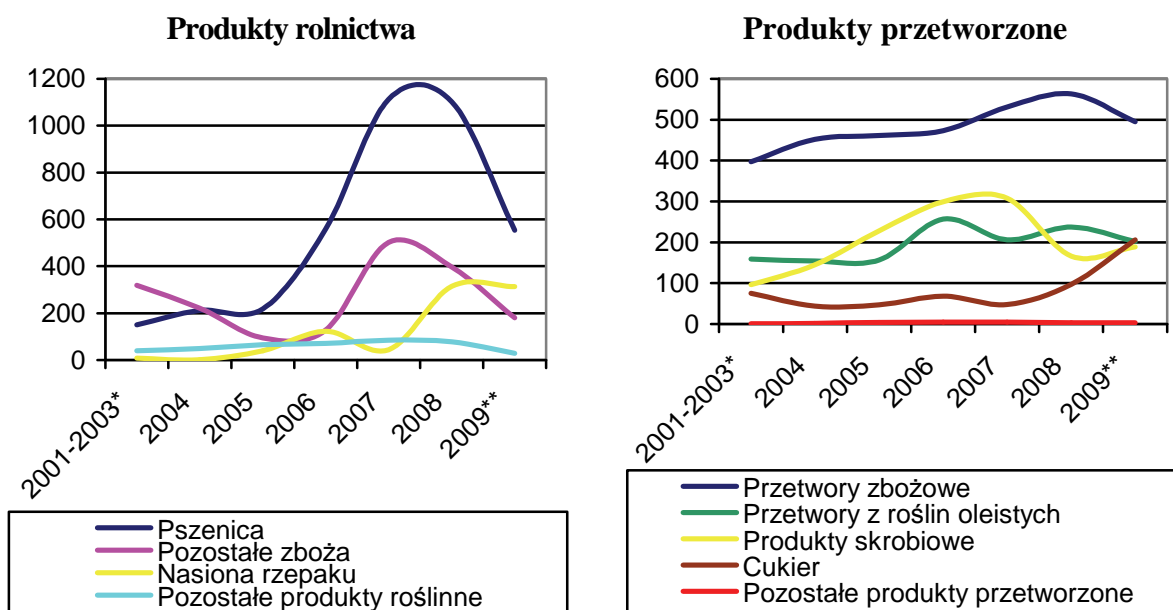 Produkty rolnictwa
1200
1000
800
600
400
200
0
2001-2003*
2004
2005
2006
2007
2008
2009**
Pszenica
Pozostałe zboża
Nasiona rzepaku
Pozostałe produkty roślinne
Produkty przetworzone
600
500
400
300
200
100
0
2001-2003*
2004
2005
2006
2007
2008
2009**
Przetwory zbożowe
Przetwory z roślin oleistych
Produkty skrobiowe
Cukier
Pozostałe produkty przetworzone